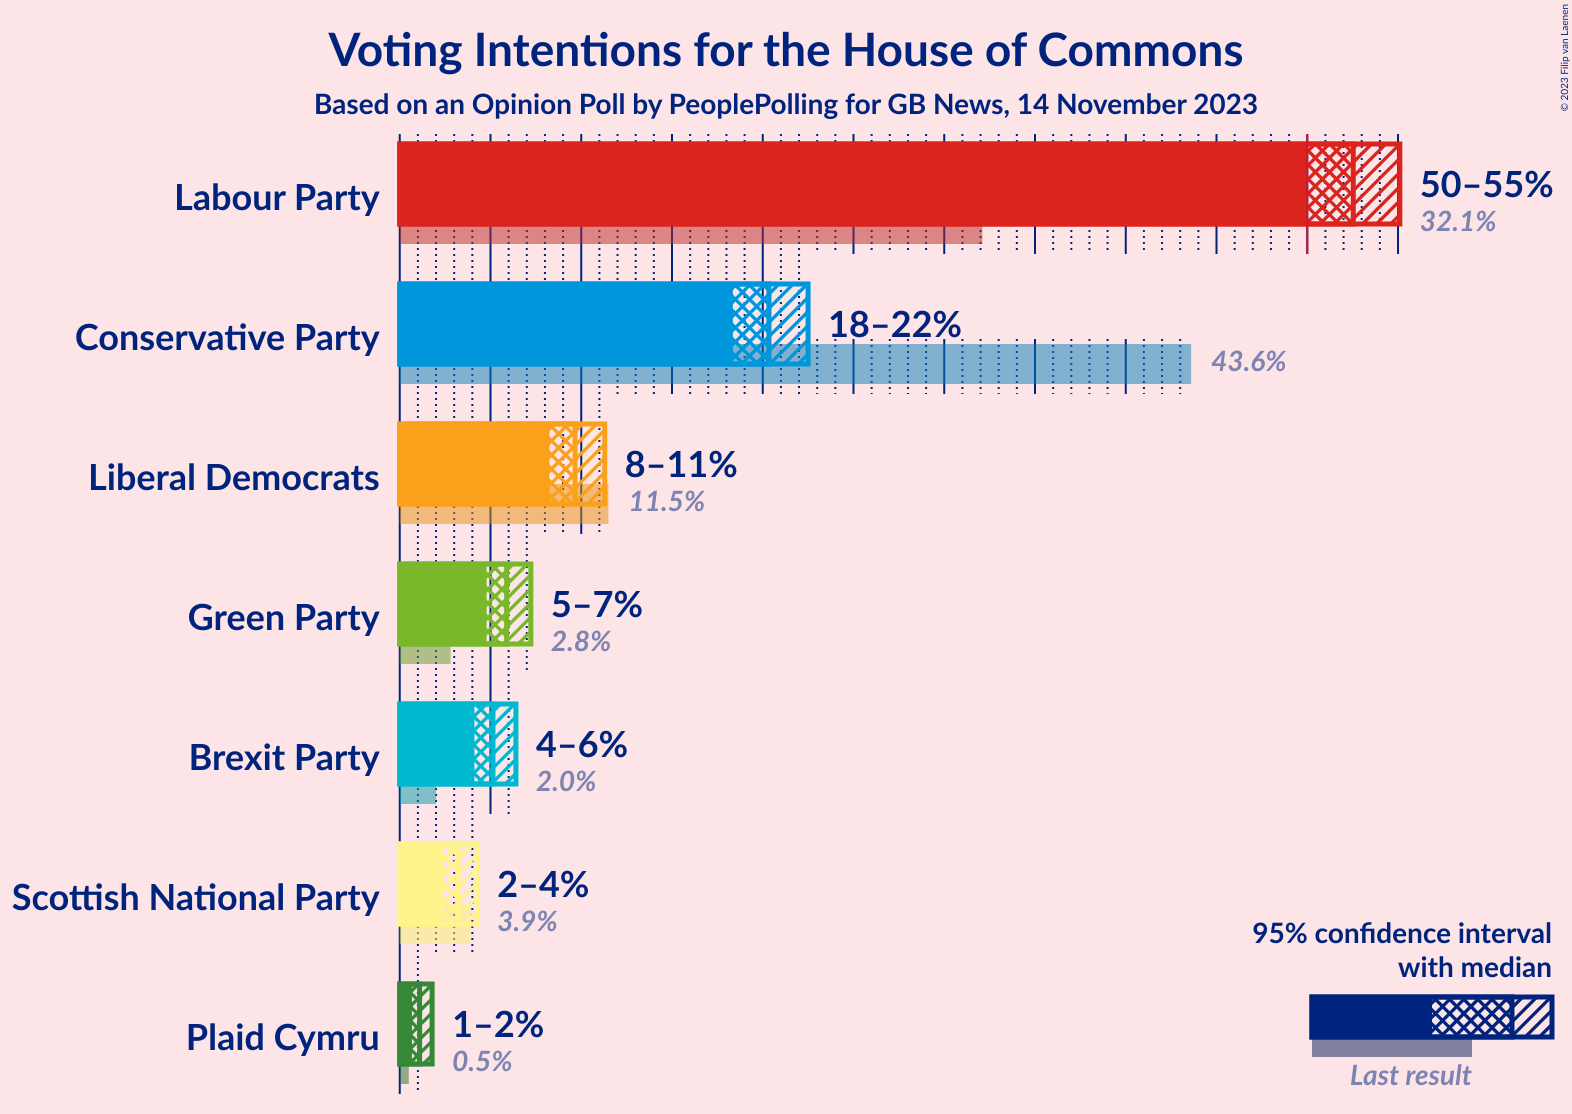 Voting Intentions for the House of Commons
Based on an Opinion Poll by PeoplePolling for GB News, 14 November 2023
© 2023 Filip van Laenen
Labour Party
50–55%
32.1%
Conservative Party
18–22%
43.6%
Liberal Democrats
8–11%
11.5%
Green Party
5–7%
2.8%
Brexit Party
4–6%
2.0%
Scottish National Party
2–4%
3.9%
Plaid Cymru
1–2%
0.5%
95% confidence interval
with median
Last result